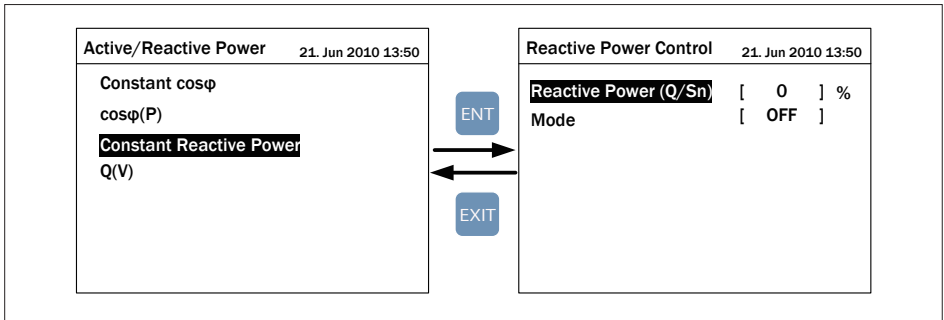 Active/Reactive Power 21. Jun 2010 13:50
Constant cosφ
cosφ(P)
Constant Reactive Power
Q(V)
ENT
EXIT
Reactive Power Control 21. Jun 2010 13:50
Reactive Power (Q/Sn) [ 0 ] %
Mode [ OFF ]